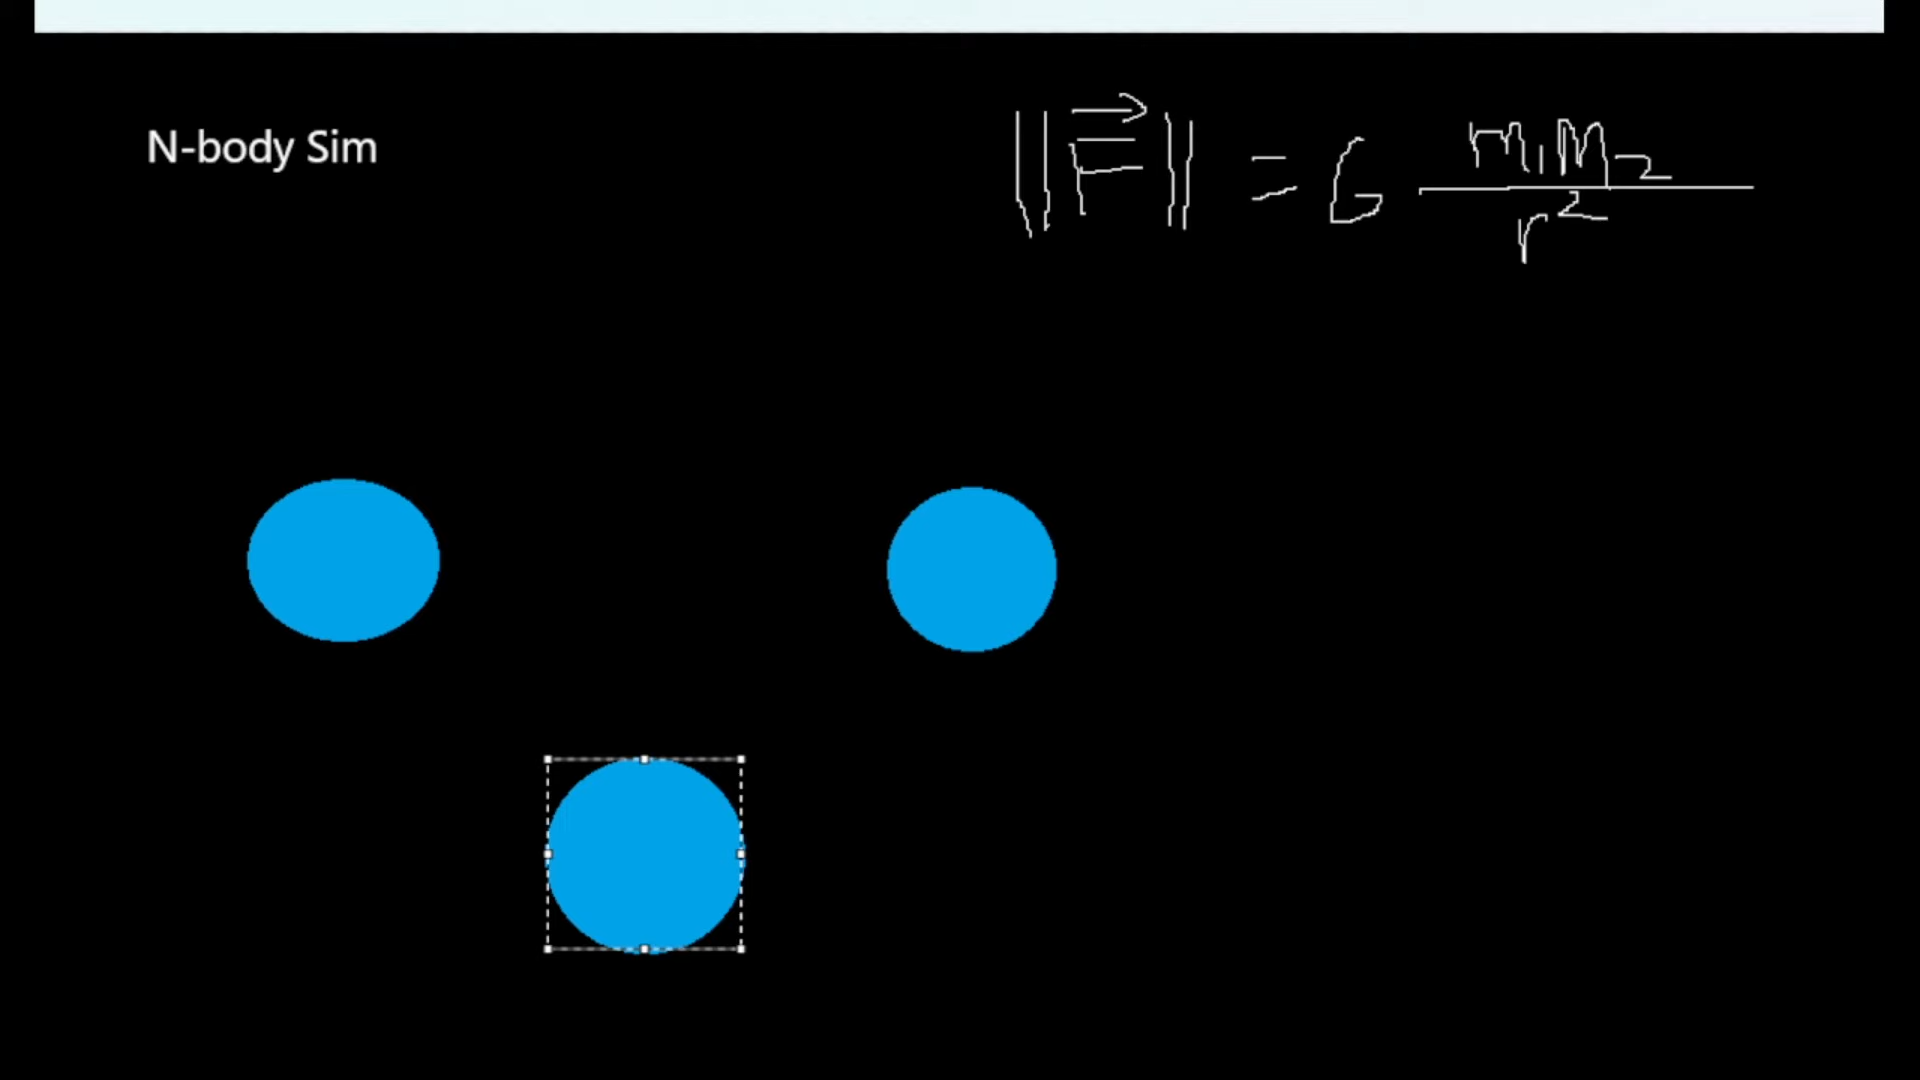 N-body Sim
||F⃗|| = G m₁m₂ / r²